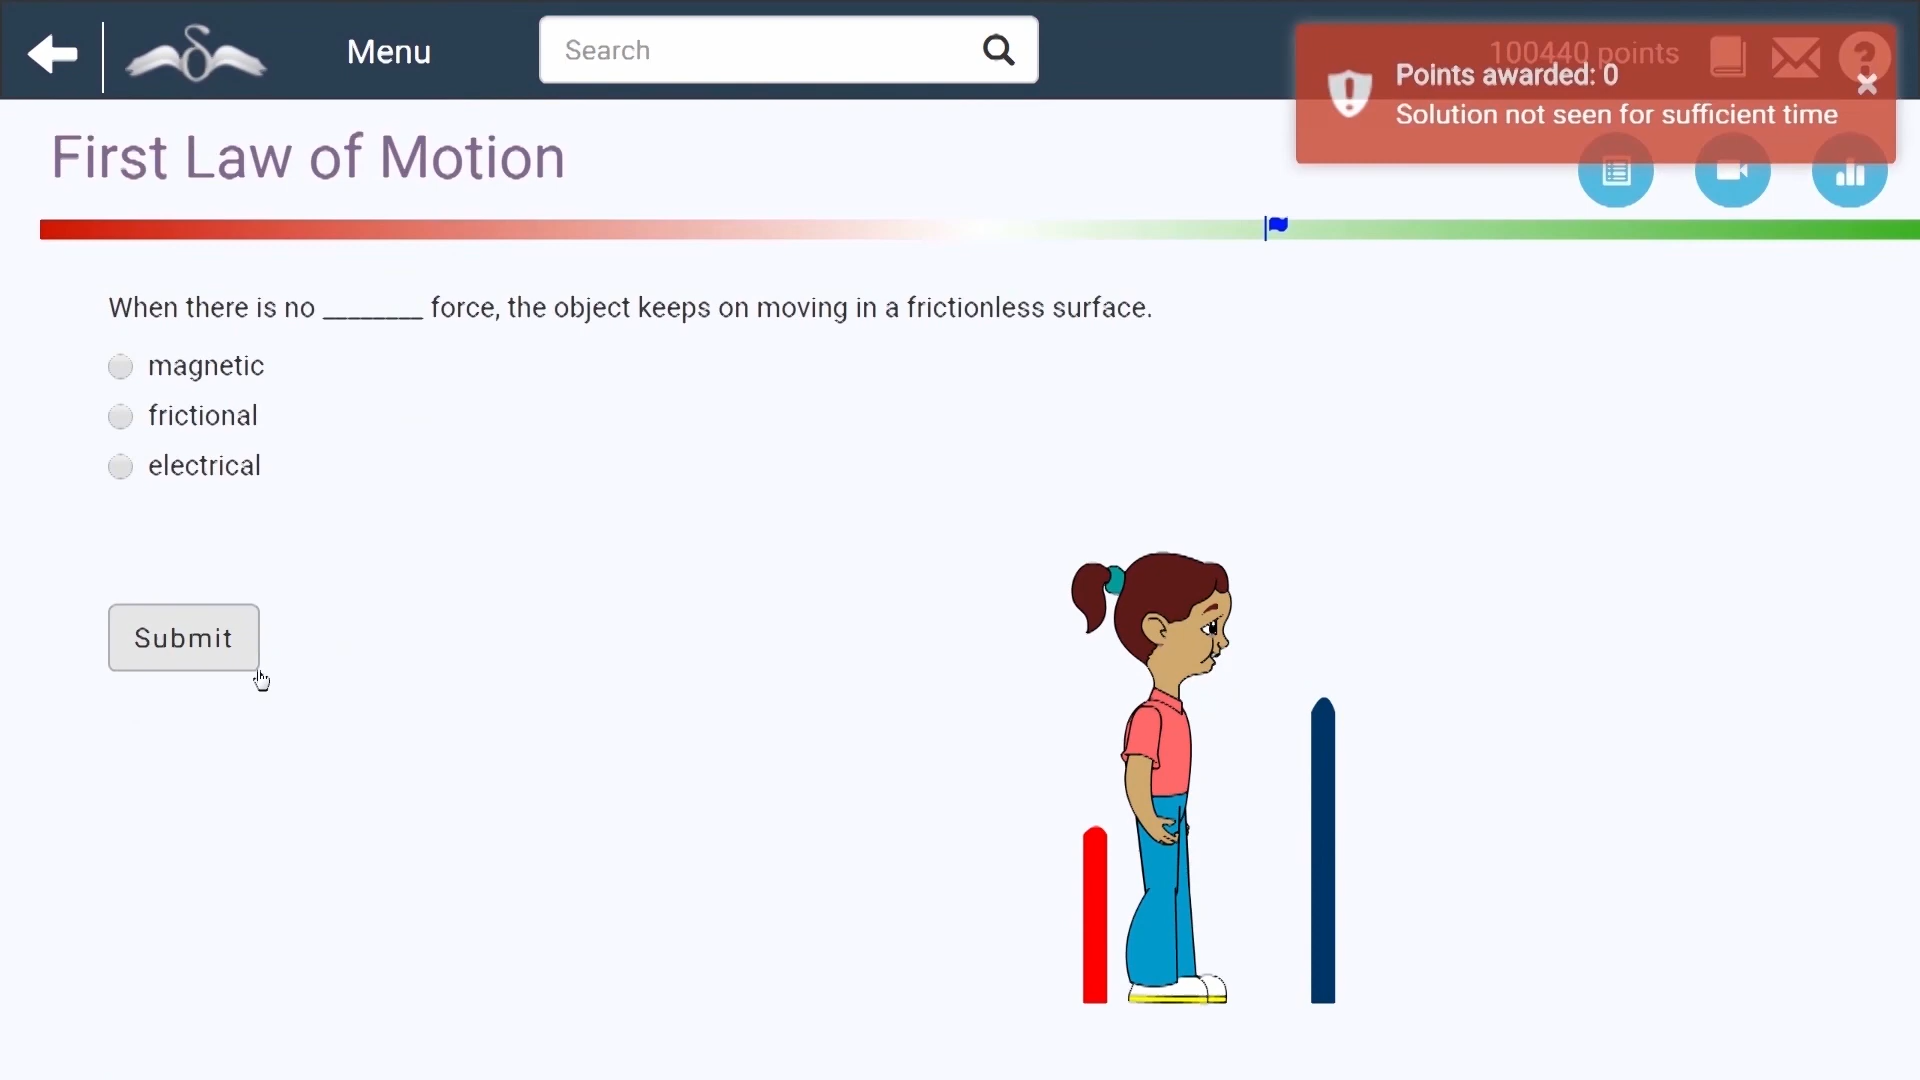 Menu
Search
100440 points
Points awarded: 0
Solution not seen for sufficient time
First Law of Motion
When there is no ________ force, the object keeps on moving in a frictionless surface.
magnetic
frictional
electrical
Submit